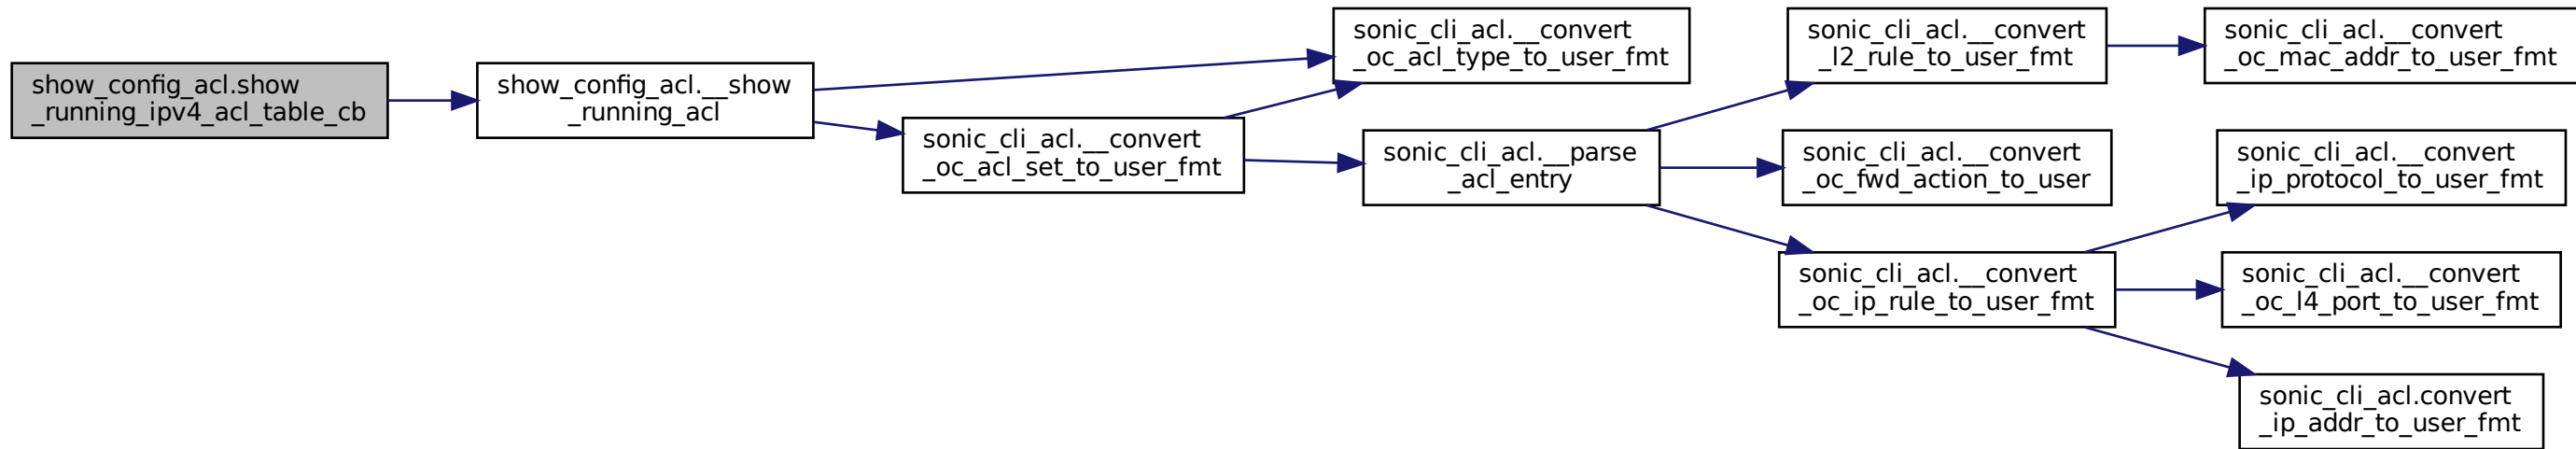 show_config_acl.show
_running_ipv4_acl_table_cb
show_config_acl.__show
_running_acl
sonic_cli_acl.__convert
_oc_acl_type_to_user_fmt
sonic_cli_acl.__convert
_oc_acl_set_to_user_fmt
sonic_cli_acl.__parse
_acl_entry
sonic_cli_acl.__convert
_l2_rule_to_user_fmt
sonic_cli_acl.__convert
_oc_mac_addr_to_user_fmt
sonic_cli_acl.__convert
_oc_fwd_action_to_user
sonic_cli_acl.__convert
_oc_ip_rule_to_user_fmt
sonic_cli_acl.__convert
_ip_protocol_to_user_fmt
sonic_cli_acl.__convert
_oc_l4_port_to_user_fmt
sonic_cli_acl.convert
_ip_addr_to_user_fmt